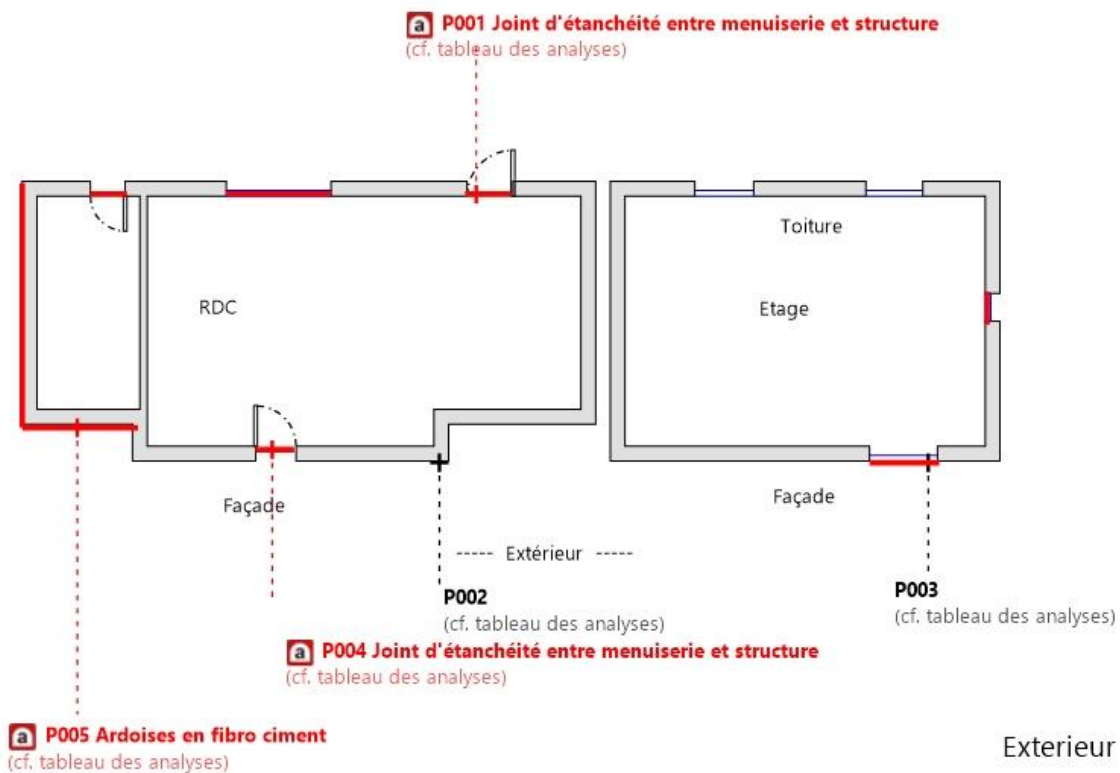 a P001 Joint d'étanchéité entre menuiserie et structure
(cf. tableau des analyses)
Toiture
RDC
Etage
Façade
Façade
----- Extérieur -----
P002
(cf. tableau des analyses)
P003
(cf. tableau des analyses)
a P004 Joint d'étanchéité entre menuiserie et structure
(cf. tableau des analyses)
a P005 Ardoises en fibro ciment
(cf. tableau des analyses)
Exterieur